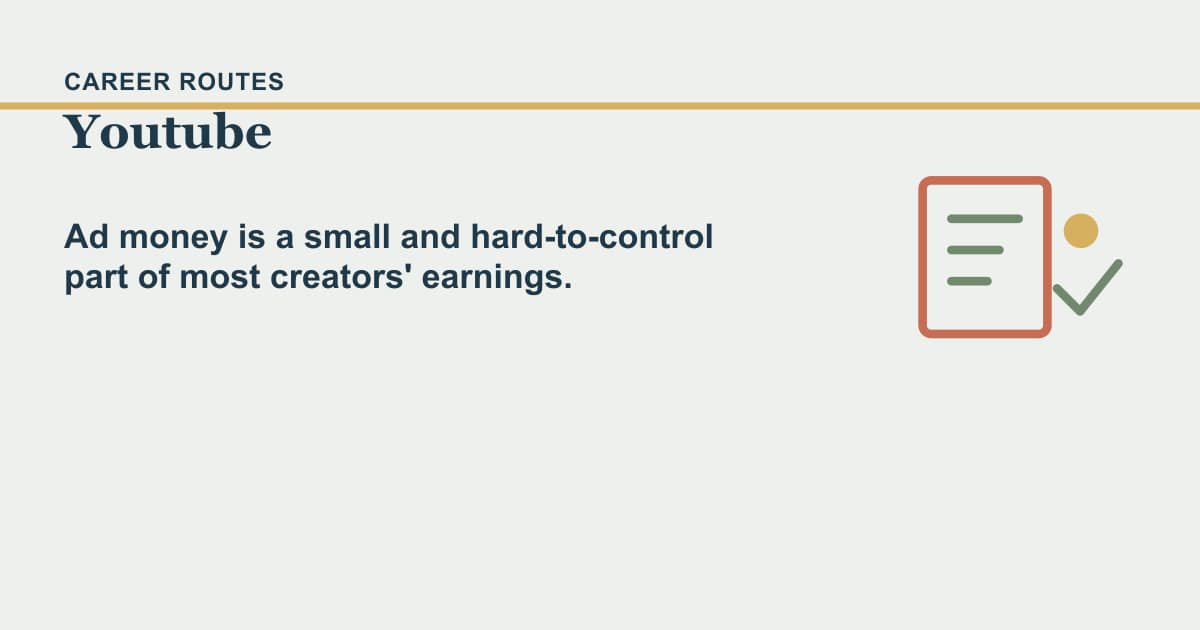 CAREER ROUTES
Youtube
Ad money is a small and hard-to-control
part of most creators' earnings.